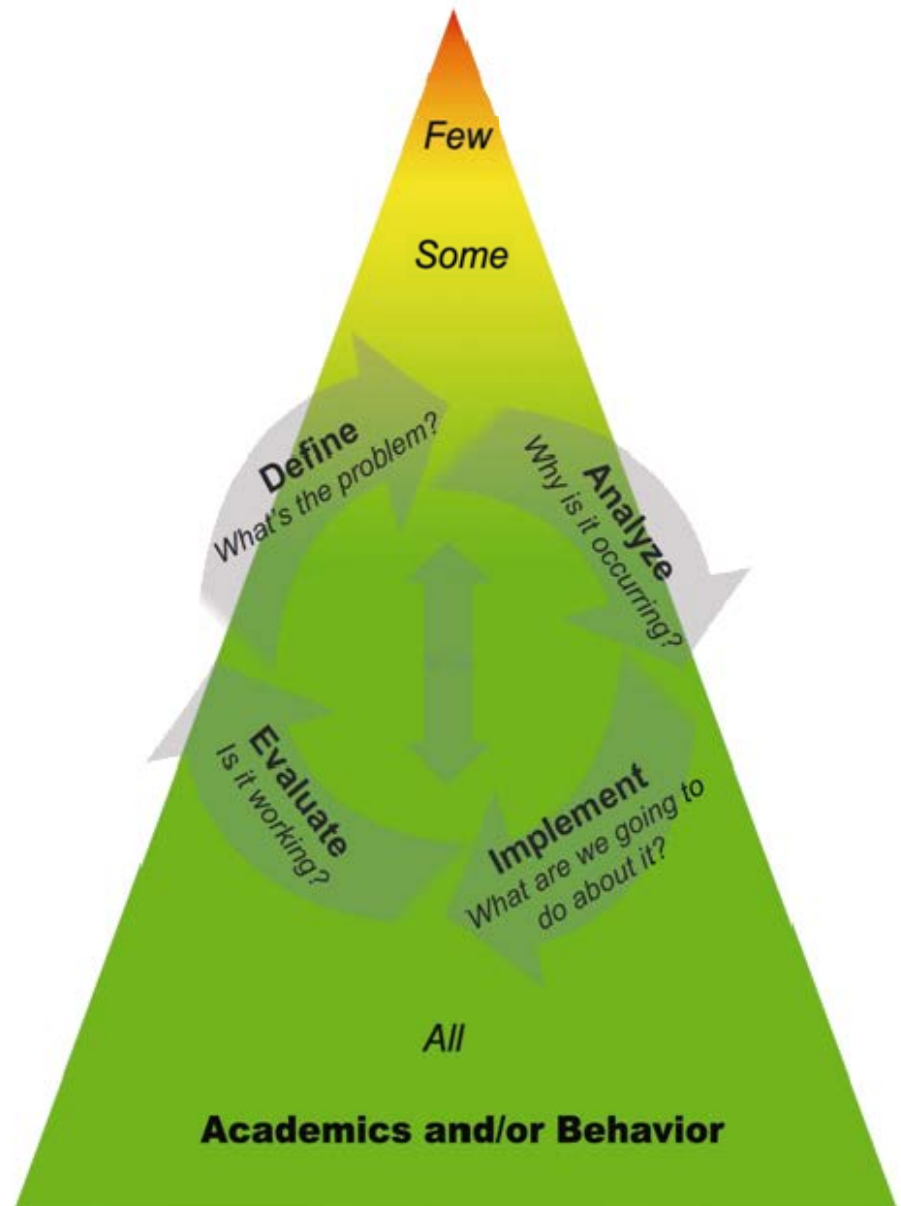 Few
Some
Define
What's the problem?
Analyze
Why is it occurring?
Implement
What are we going to
do about it?
Evaluate
Is it working?
All
Academics and/or Behavior